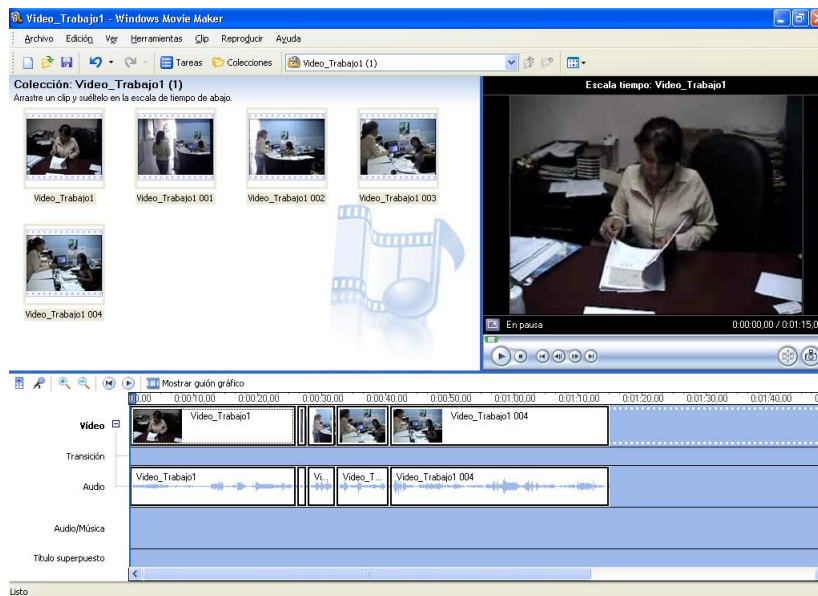 Video_Trabajo1 - Windows Movie Maker
Archivo Edición Ver Herramientas Clip Reproducir Ayuda
Tareas Colecciones Video_Trabajo1 (1)
Colección: Video_Trabajo1 (1)
Arrastre un clip y suéltelo en la escala de tiempo de abajo.
Escala tiempo: Video_Trabajo1
Video_Trabajo1 Video_Trabajo1 001 Video_Trabajo1 002 Video_Trabajo1 003
Video_Trabajo1 004
En pausa 0:00:00,00 / 0:01:15,0
Mostrar guión gráfico
00,00 0:00:10,00 0:00:20,00 0:00:30,00 0:00:40,00 0:00:50,00 0:01:00,00 0:01:10,00 0:01:20,00 0:01:30,00 0:01:40,00
Vídeo Video_Trabajo1 Video_Trabajo1 004
Transición
Audio Video_Trabajo1 Vi... Video_T... Video_Trabajo1 004
Audio/Música
Título superpuesto
Listo